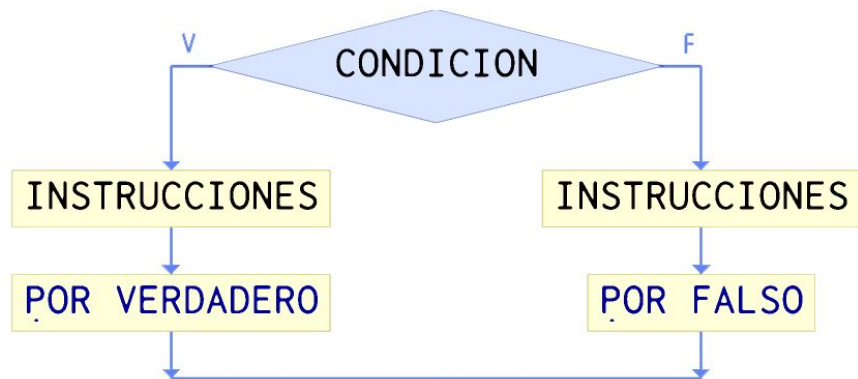 V
F
CONDICION
INSTRUCCIONES
INSTRUCCIONES
POR VERDADERO
POR FALSO